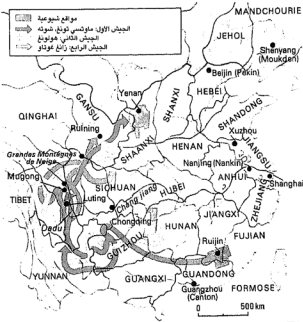 مواقع شيوعية
الجيش الأول: ماوتسي تونغ، شوته
الجيش الثاني: هولونغ
الجيش الرابع: زانغ غوتاو
MANDCHOURIE
JEHOL
Shenyang
(Moukden)
Beijin (Pékin)
HEBEI
Yenan
SHANXI
SHANDONG
GANSU
QINGHAI
Ruining
SHAANXI
HENAN
Xuzhou
JIANGSU
Grandes Montagnes
de Neige
Nanjing (Nankin)
ANHUI
Shanghai
Mugong
SICHUAN
Chang jiang
HUBEI
ZHEJIANG
TIBET
Luting
Chongqing
JIANGXI
Dadu
HUNAN
GUIZHOU
Ruijin
FUJIAN
YUNNAN
GUANGXI
GUANDONG
Guangzhou
(Canton)
FORMOSE
0 500 km